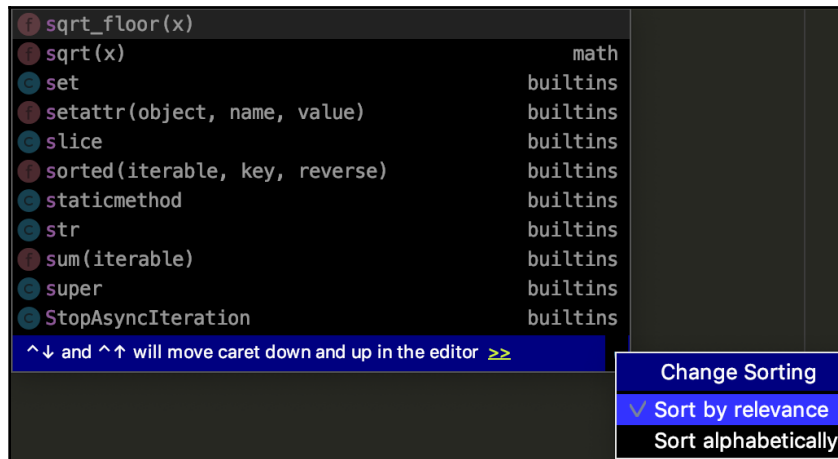 f sqrt_floor(x)
f sqrt(x) math
C set builtins
f setattr(object, name, value) builtins
C slice builtins
f sorted(iterable, key, reverse) builtins
C staticmethod builtins
C str builtins
f sum(iterable) builtins
C super builtins
C StopAsyncIteration builtins
^↓ and ^↑ will move caret down and up in the editor >>
Change Sorting
Sort by relevance
Sort alphabetically